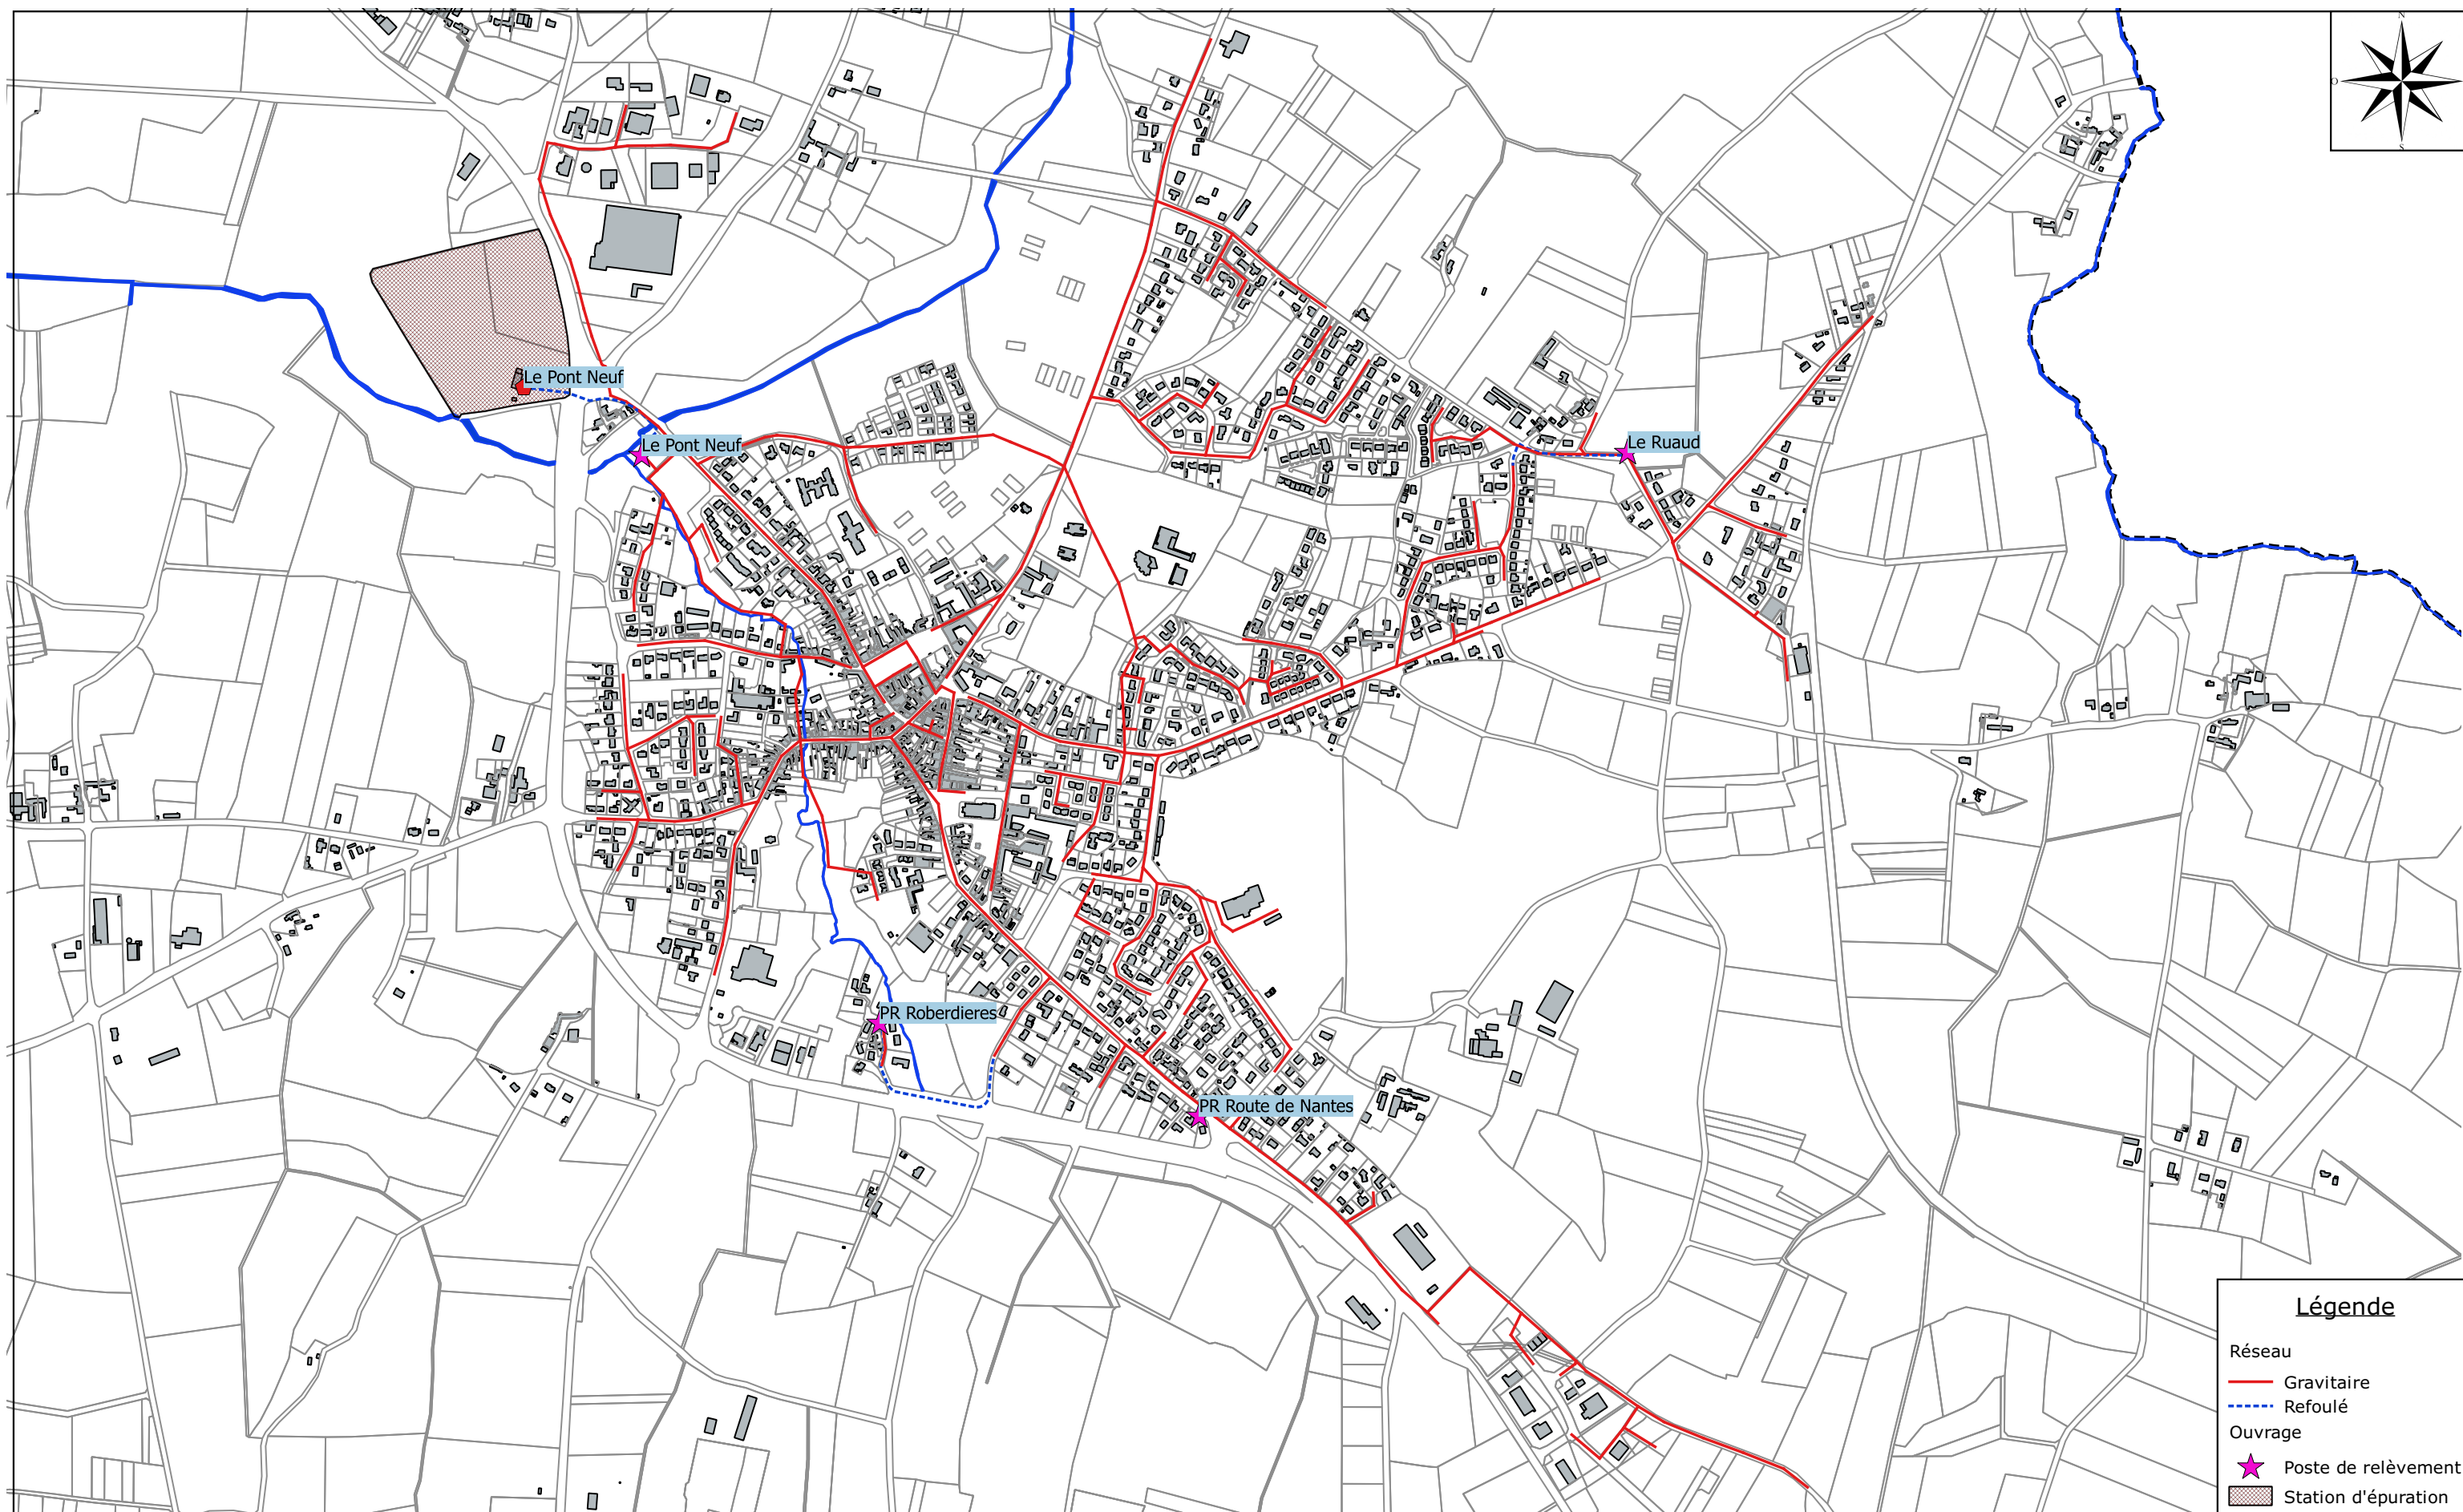 N
O
S
Le Pont Neuf
Le Pont Neuf
Le Ruaud
PR Roberdieres
PR Route de Nantes
Légende
Réseau
Gravitaire
Refoulé
Ouvrage
Poste de relèvement
Station d'épuration